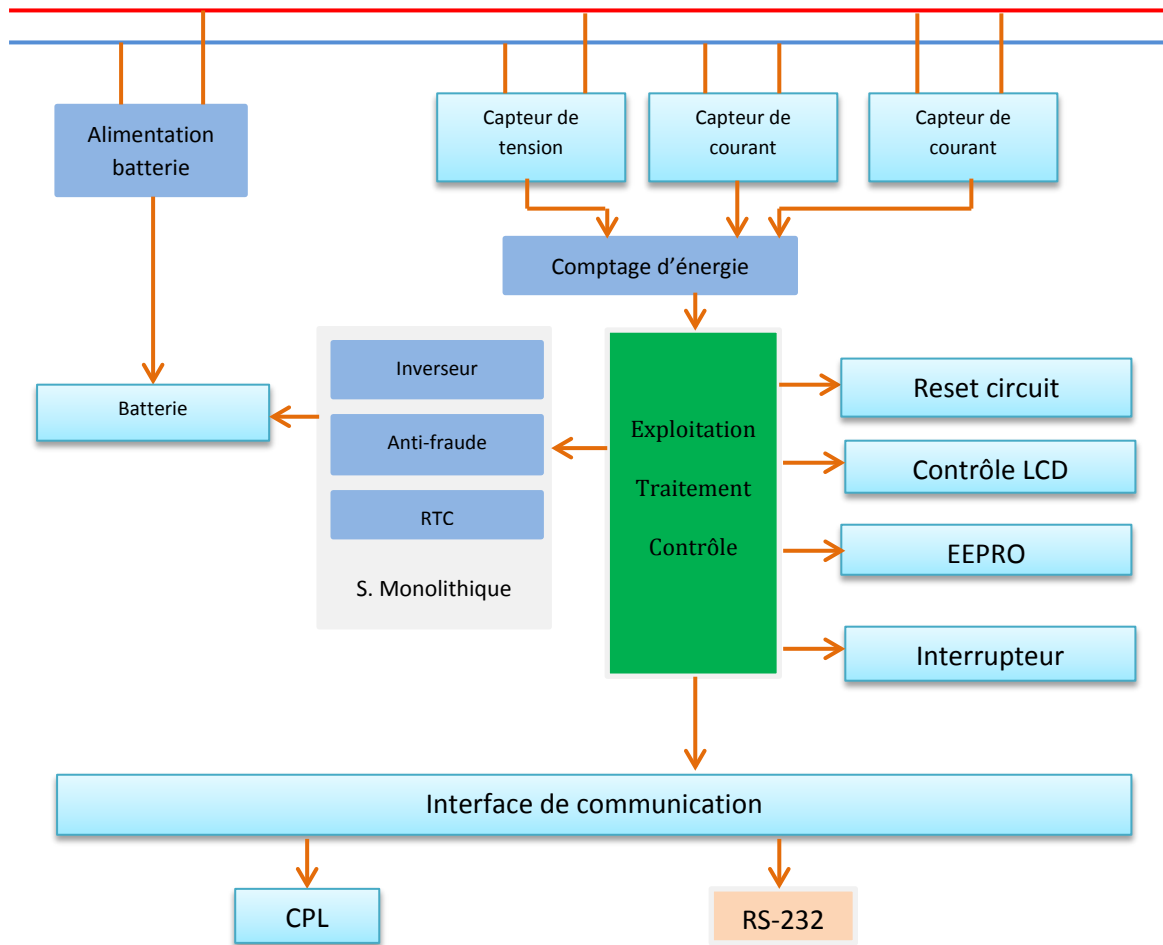 Alimentation
batterie
Capteur de
tension
Capteur de
courant
Capteur de
courant
Comptage d’énergie
Inverseur
Anti-fraude
RTC
S. Monolithique
Batterie
Exploitation
Traitement
Contrôle
Reset circuit
Contrôle LCD
EEPRO
Interrupteur
Interface de communication
CPL
RS-232